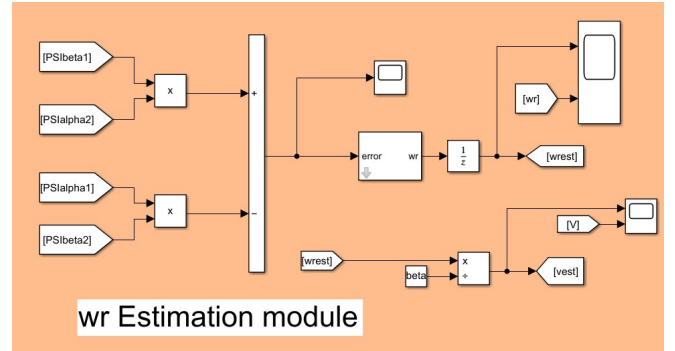 [PSIbeta1]
[PSIalpha2]
x
+
[PSIalpha1]
[PSIbeta2]
x
−
error
wr
1
z
[wr]
[wrest]
[wrest]
beta
x
÷
[V]
[vest]
wr Estimation module